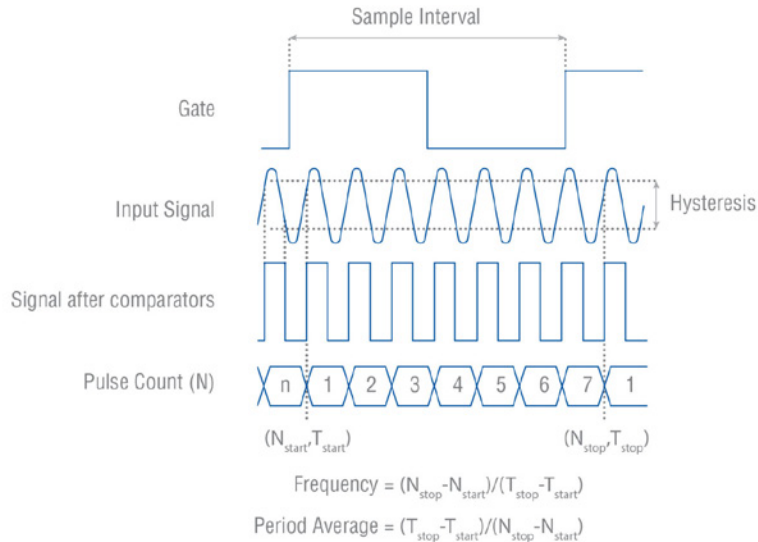 Sample Interval
Gate
Input Signal
Hysteresis
Signal after comparators
Pulse Count (N)
n 1 2 3 4 5 6 7 1
(Nstart,Tstart) (Nstop,Tstop)
Frequency = (Nstop-Nstart)/(Tstop-Tstart)
Period Average = (Tstop-Tstart)/(Nstop-Nstart)